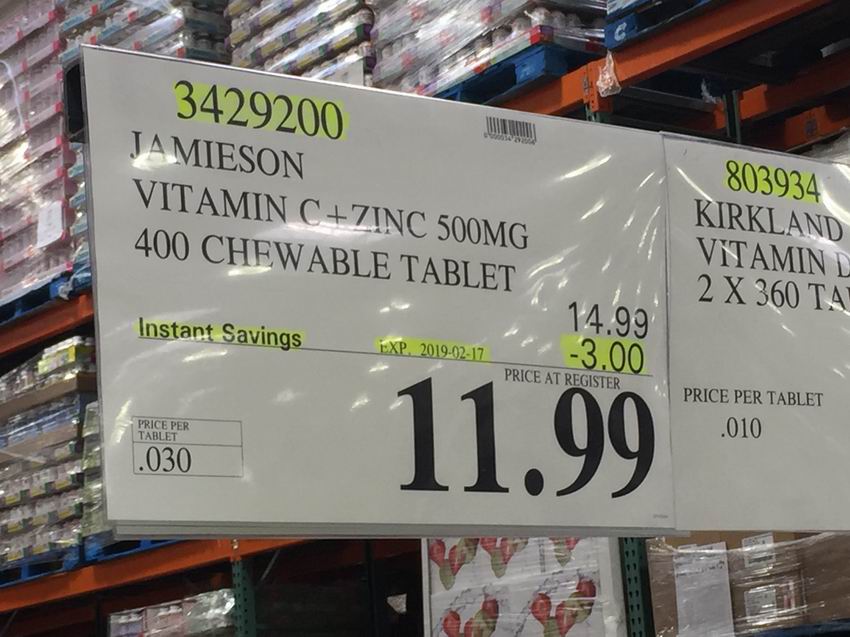 3429200
JAMIESON
VITAMIN C+ZINC 500MG
400 CHEWABLE TABLET
14.99
Instant Savings EXP. 2019-02-17 -3.00
PRICE AT REGISTER
11.99
PRICE PER
TABLET
.030
803934
KIRKLAND
VITAMIN D
2 X 360 TA
PRICE PER TABLET
.010